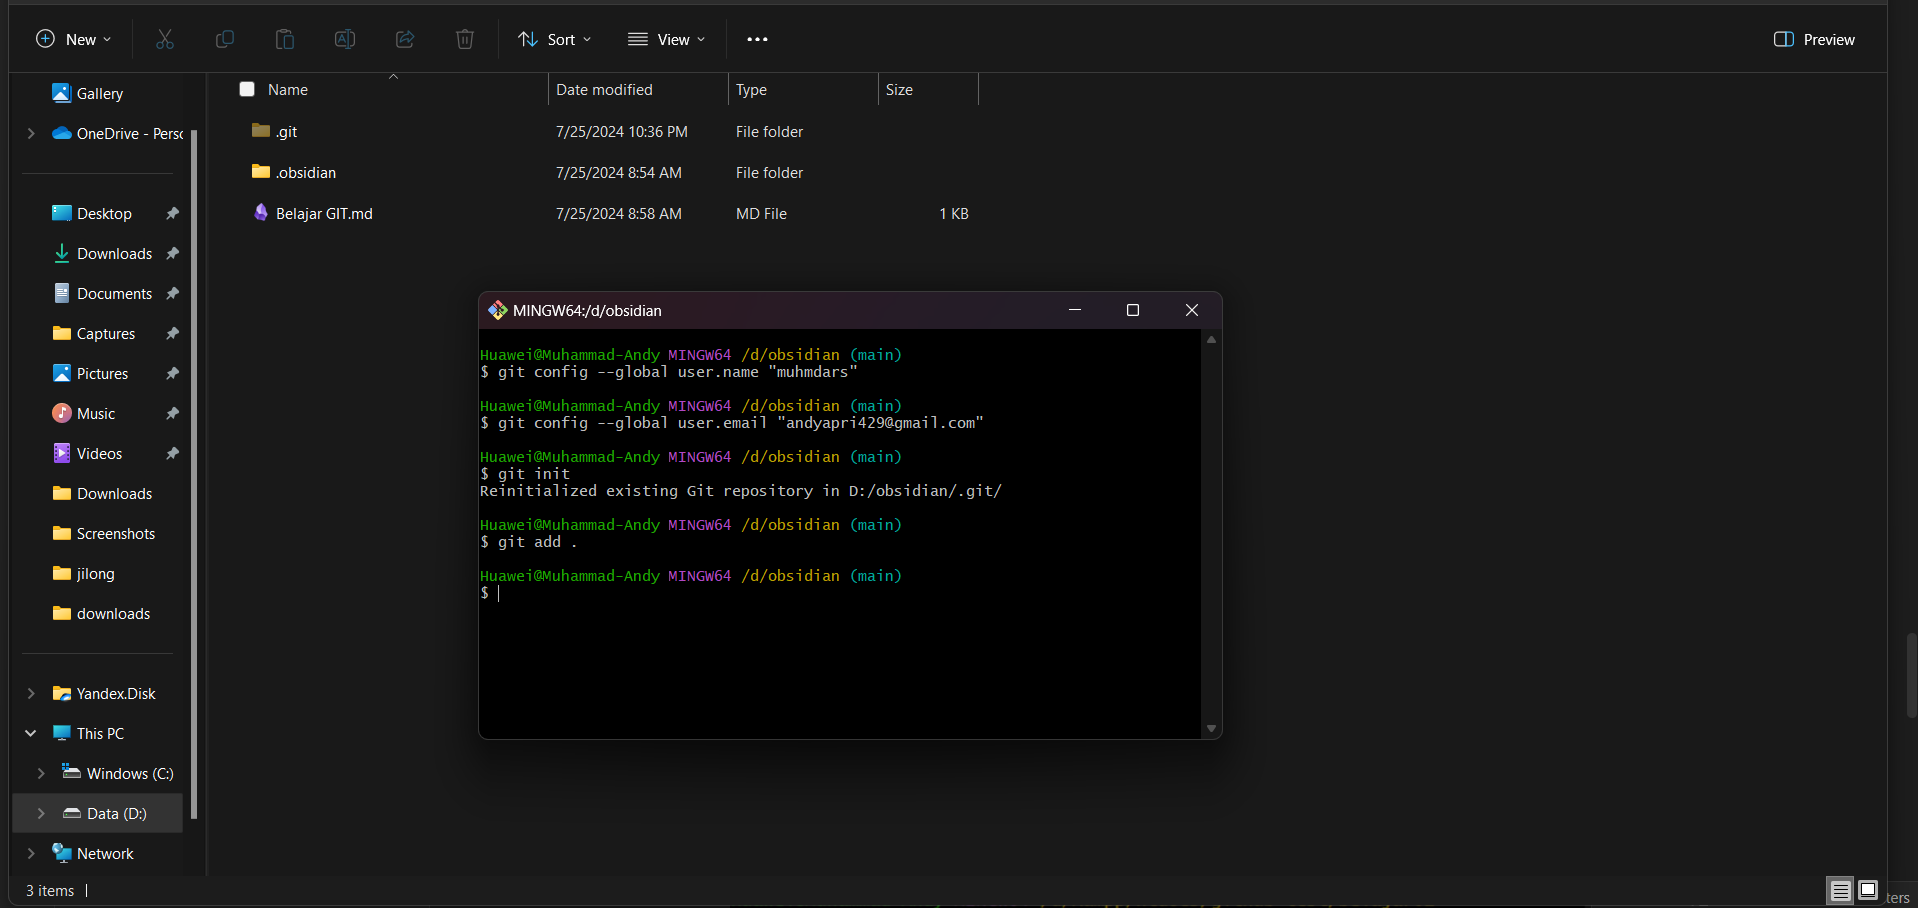 New
Sort
View
Preview
Gallery
OneDrive - Perso
Desktop
Downloads
Documents
Captures
Pictures
Music
Videos
Downloads
Screenshots
jilong
downloads
Yandex.Disk
This PC
Windows (C:)
Data (D:)
Network
Name Date modified Type Size
.git 7/25/2024 10:36 PM File folder
.obsidian 7/25/2024 8:54 AM File folder
Belajar GIT.md 7/25/2024 8:58 AM MD File 1 KB
MINGW64:/d/obsidian
Huawei@Muhammad-Andy MINGW64 /d/obsidian (main)
$ git config --global user.name "muhmdars"
Huawei@Muhammad-Andy MINGW64 /d/obsidian (main)
$ git config --global user.email "andyapri429@gmail.com"
Huawei@Muhammad-Andy MINGW64 /d/obsidian (main)
$ git init
Reinitialized existing Git repository in D:/obsidian/.git/
Huawei@Muhammad-Andy MINGW64 /d/obsidian (main)
$ git add .
Huawei@Muhammad-Andy MINGW64 /d/obsidian (main)
$
3 items
ters